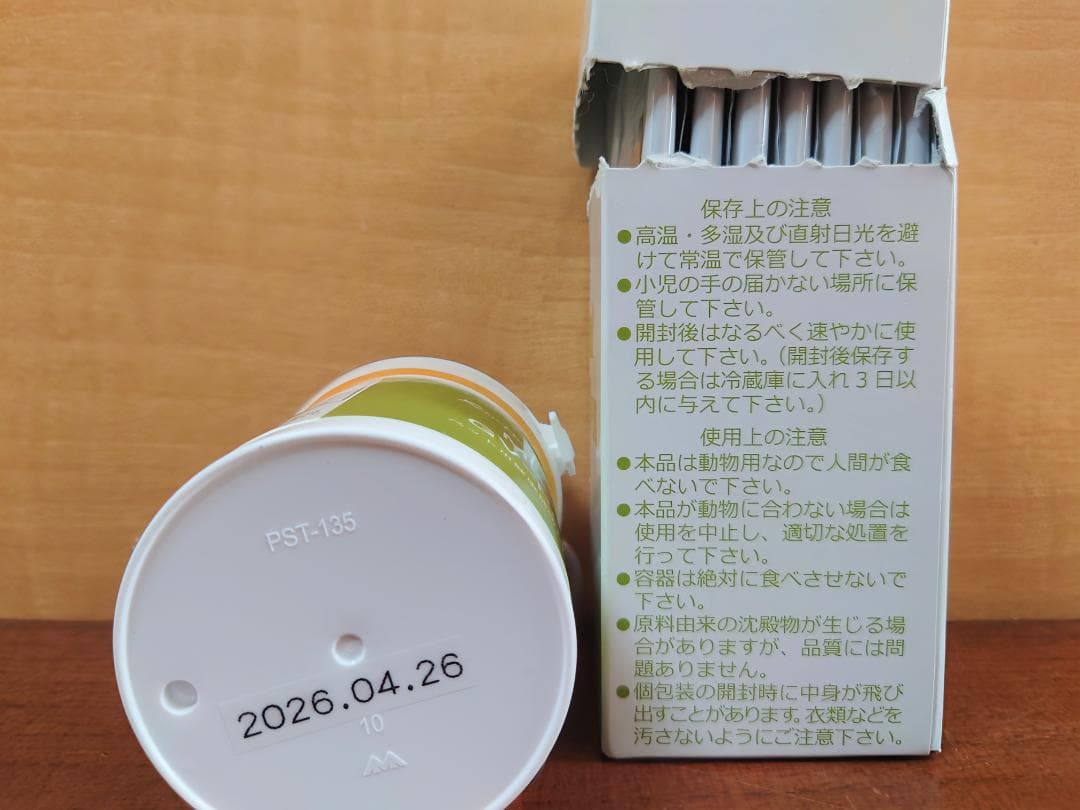 保存上の注意
●高温・多湿及び直射日光を避
けて常温で保管して下さい。
●小児の手の届かない場所に保
管して下さい。
●開封後はなるべく速やかに使
用して下さい。（開封後保存す
る場合は冷蔵庫に入れ３日以
内に与えて下さい。）
使用上の注意
●本品は動物用なので人間が食
べないで下さい。
●本品が動物に合わない場合は
使用を中止し、適切な処置を
行って下さい。
●容器は絶対に食べさせないで
下さい。
●原料由来の沈殿物が生じる場
合がありますが、品質には問
題ありません。
●個包装の開封時に中身が飛び
出すことがあります。衣類などを
汚さないようにご注意下さい。
PST-135
2026.04.26
10